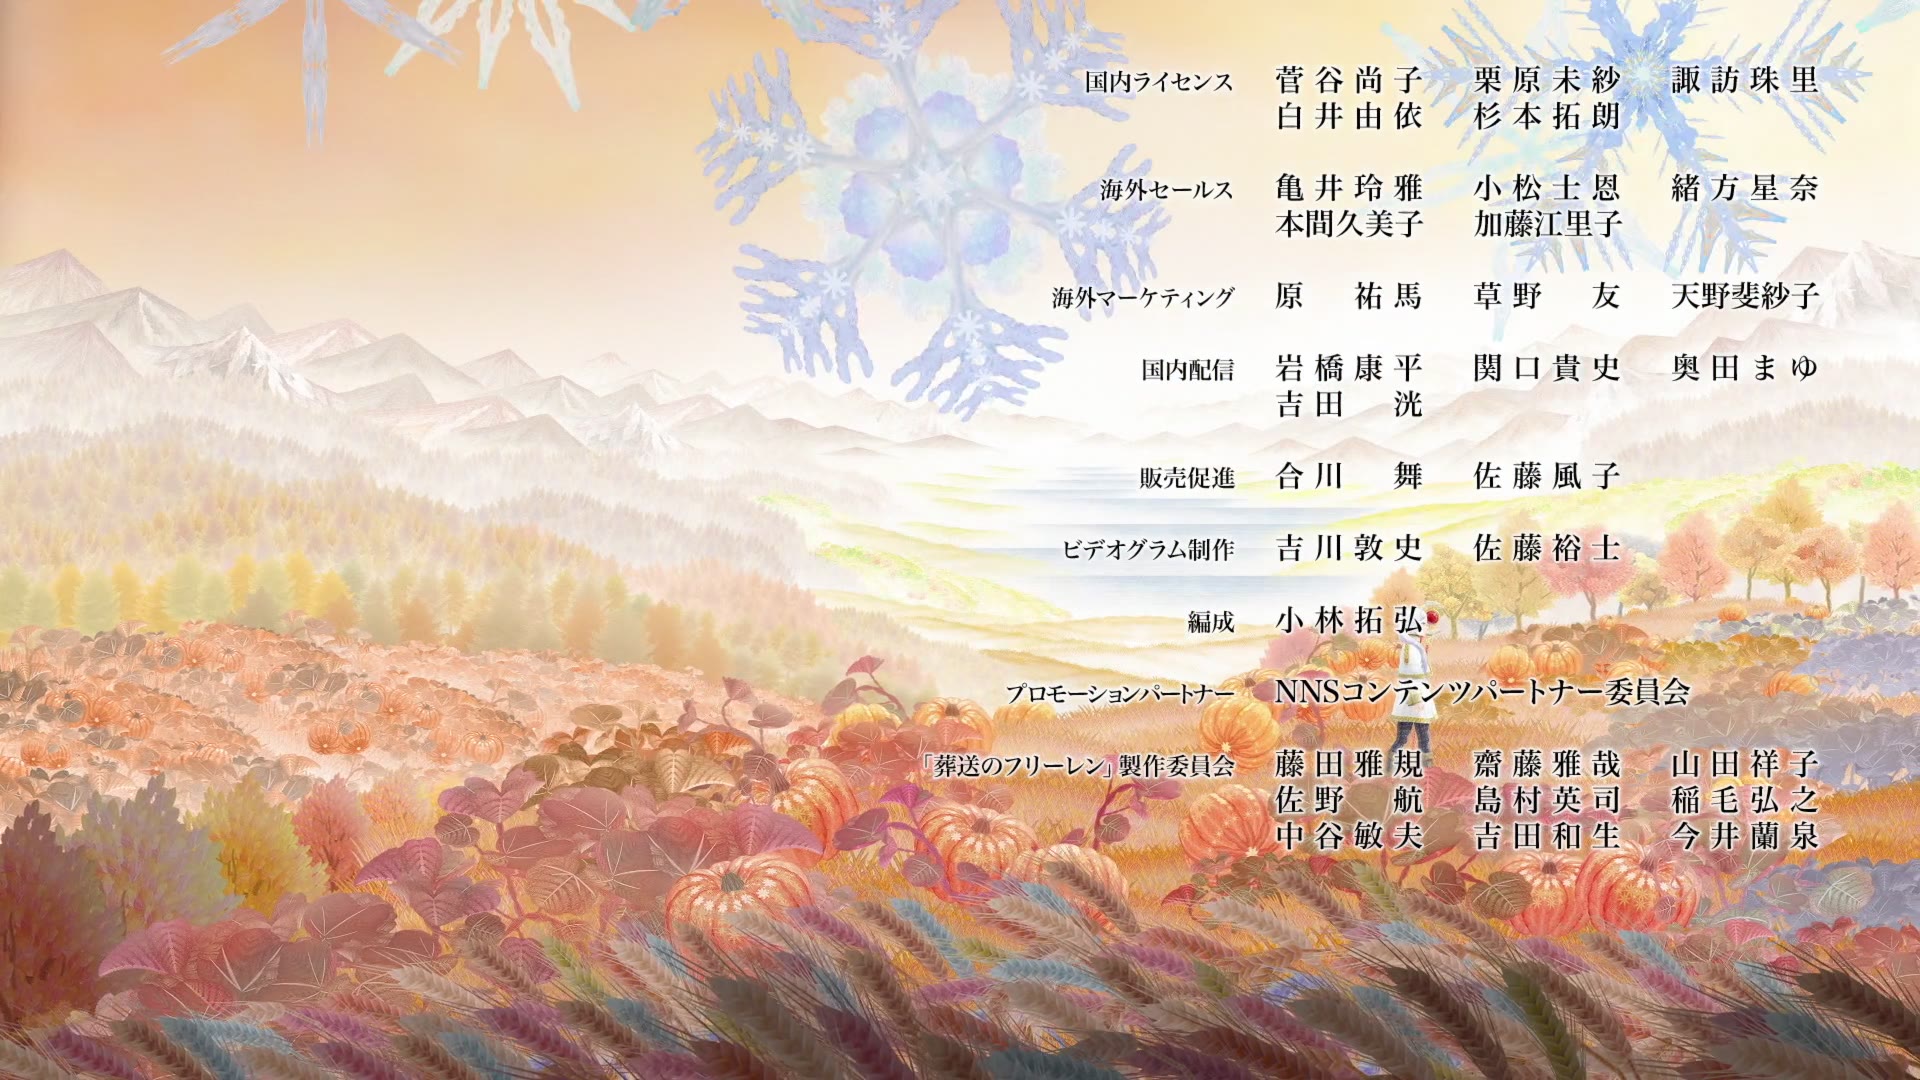 国内ライセンス 菅谷尚子 栗原未紗 諏訪珠里
白井由依 杉本拓朗
海外セールス 亀井玲雅 小松士恩 緒方星奈
本間久美子 加藤江里子
海外マーケティング 原祐馬 草野友 天野斐紗子
国内配信 岩橋康平 関口貴史 奥田まゆ
吉田洸
販売促進 合川舞 佐藤風子
ビデオグラム制作 吉川敦史 佐藤裕士
編成 小林拓弘
プロモーションパートナー NNSコンテンツパートナー委員会
「葬送のフリーレン」製作委員会 藤田雅規 齋藤雅哉 山田祥子
佐野航 島村英司 稲毛弘之
中谷敏夫 吉田和生 今井蘭泉